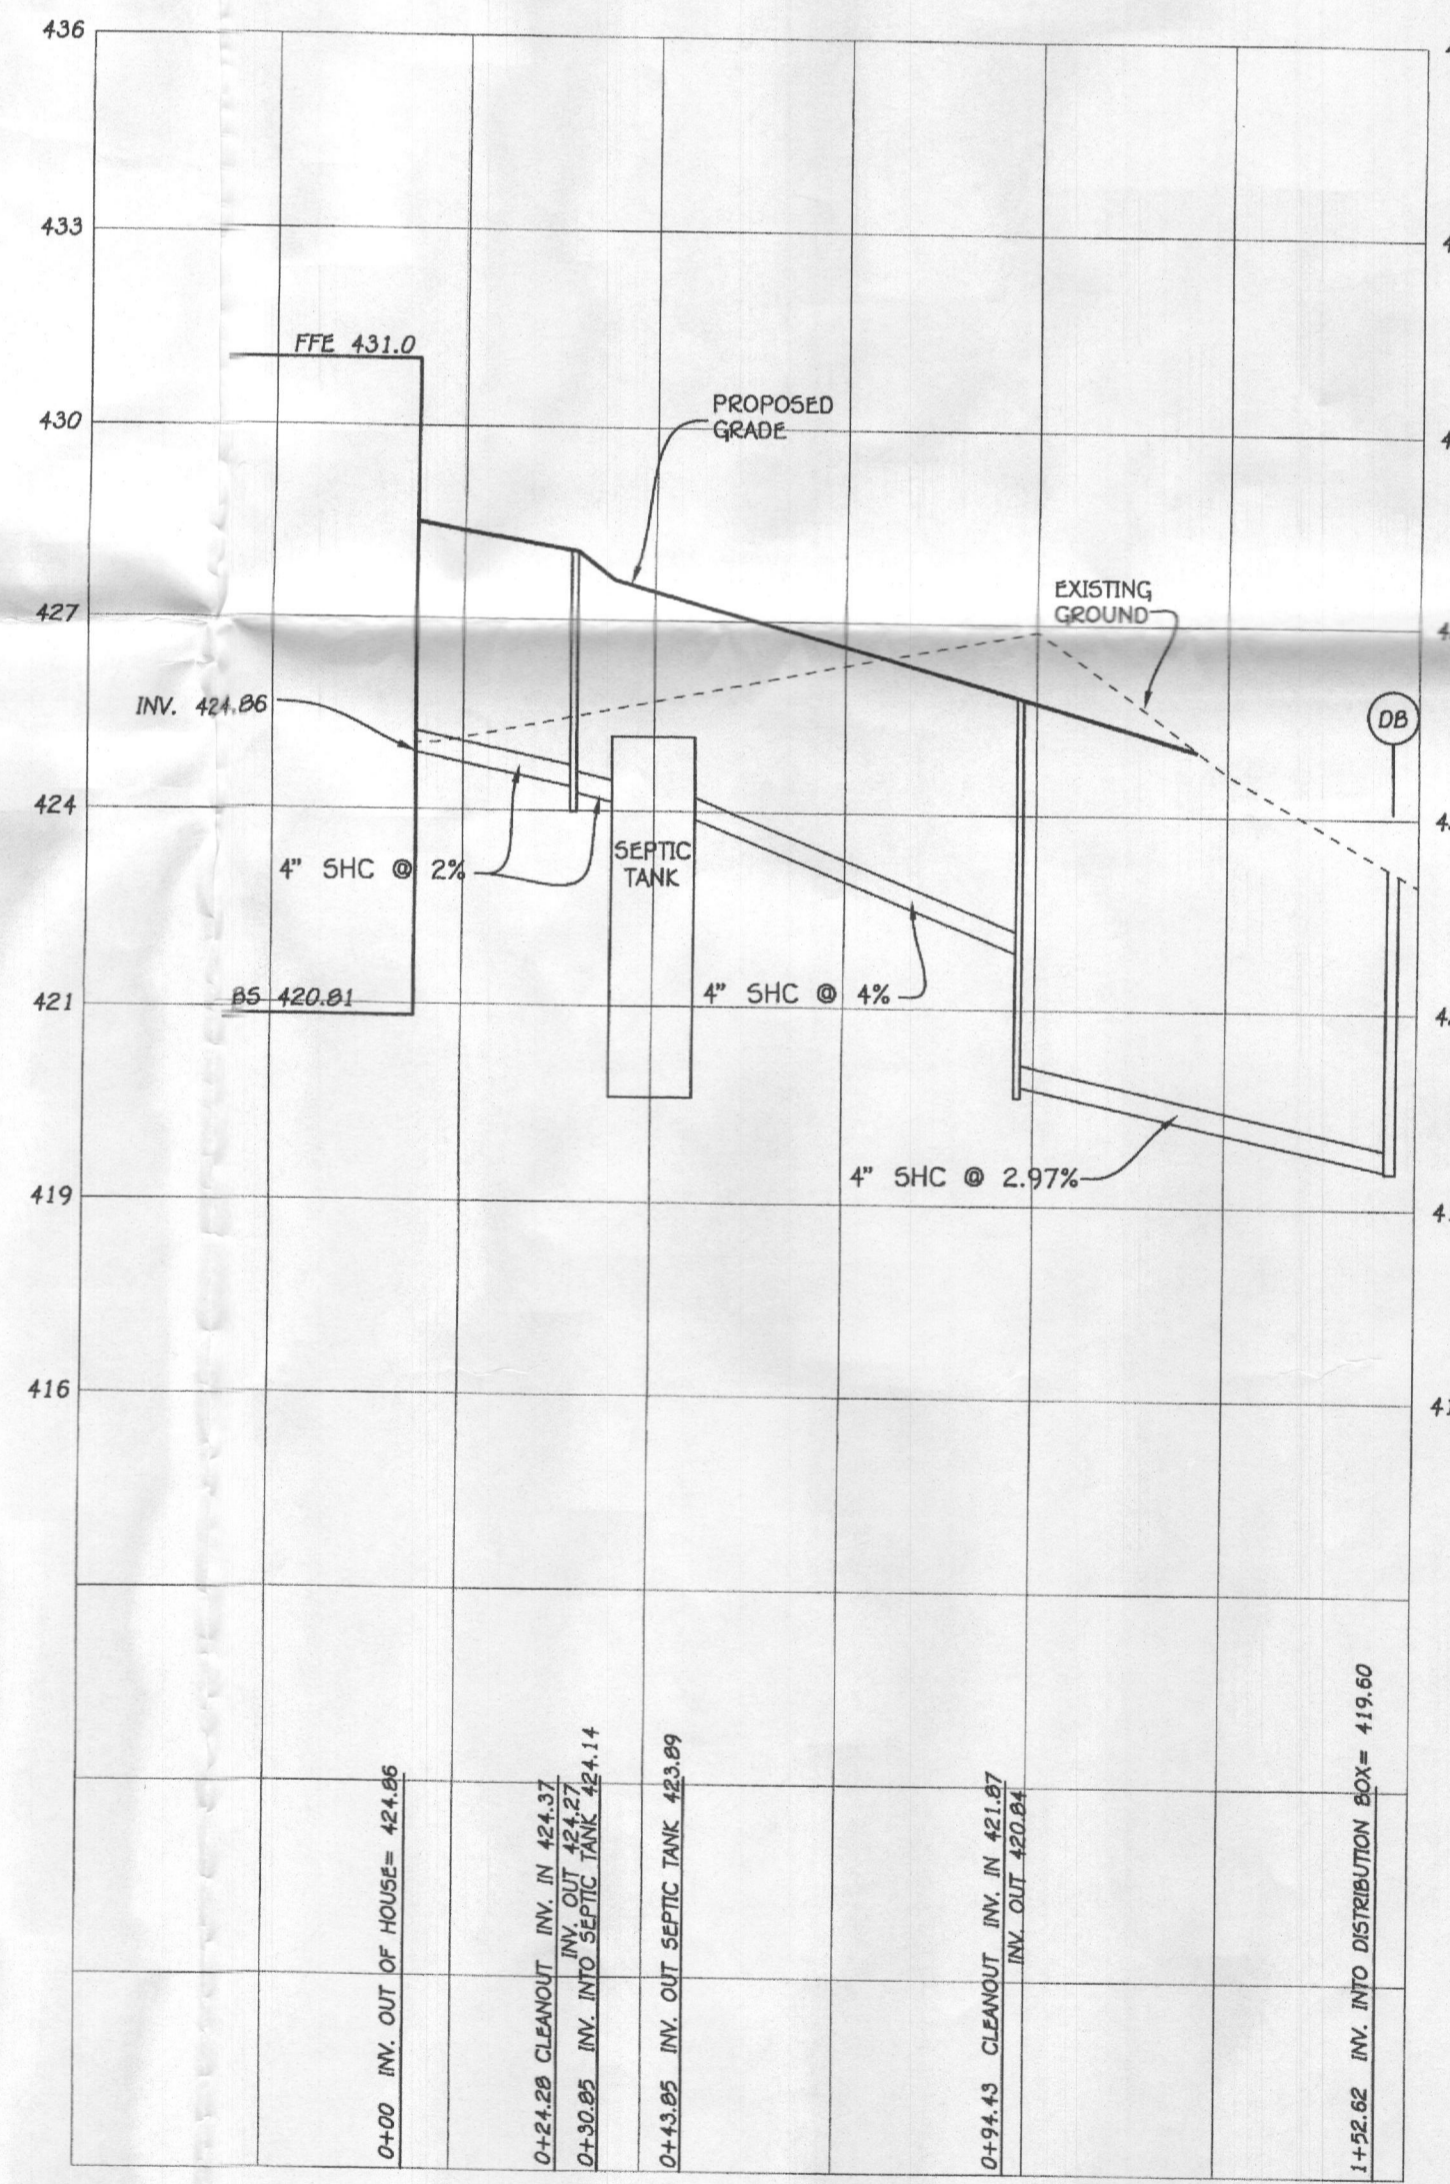 436
433
FFE 431.0
PROPOSED
GRADE
430
EXISTING
GROUND
427
INV. 424.86
DB
424
4" SHC @ 2%
SEPTIC
TANK
4" SHC @ 4%
421
BS 420.81
4" SHC @ 2.97%
419
416
0+00 INV. OUT OF HOUSE= 424.86
0+24.28 CLEANOUT INV. IN 424.37
INV. OUT 424.27
0+30.85 INV. INTO SEPTIC TANK 424.14
0+43.85 INV. OUT SEPTIC TANK 423.89
0+94.43 CLEANOUT INV. IN 421.87
INV. OUT 420.84
1+52.62 INV. INTO DISTRIBUTION BOX= 419.60